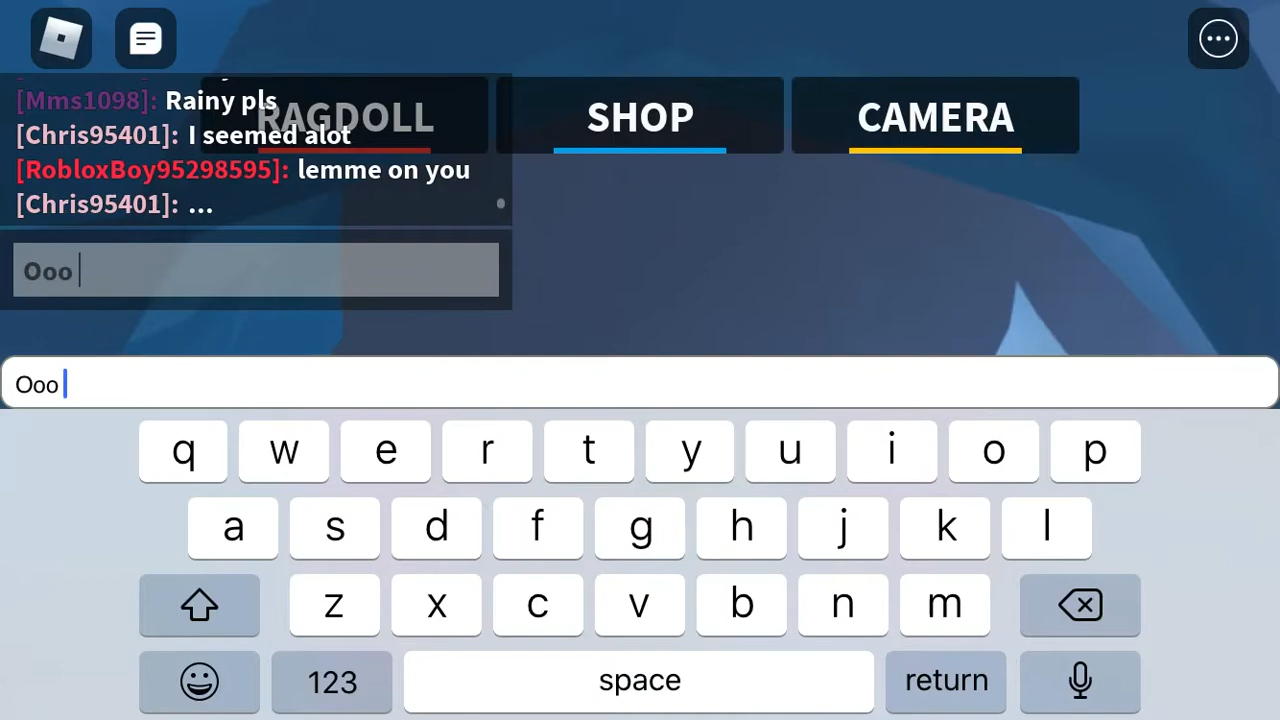 [Mms1098]: Rainy pls
RAGDOLL
SHOP
CAMERA
[Chris95401]: I seemed alot
[RobloxBoy95298595]: lemme on you
[Chris95401]: ...
Ooo
Ooo
q w e r t y u i o p
a s d f g h j k l
z x c v b n m
123 space return